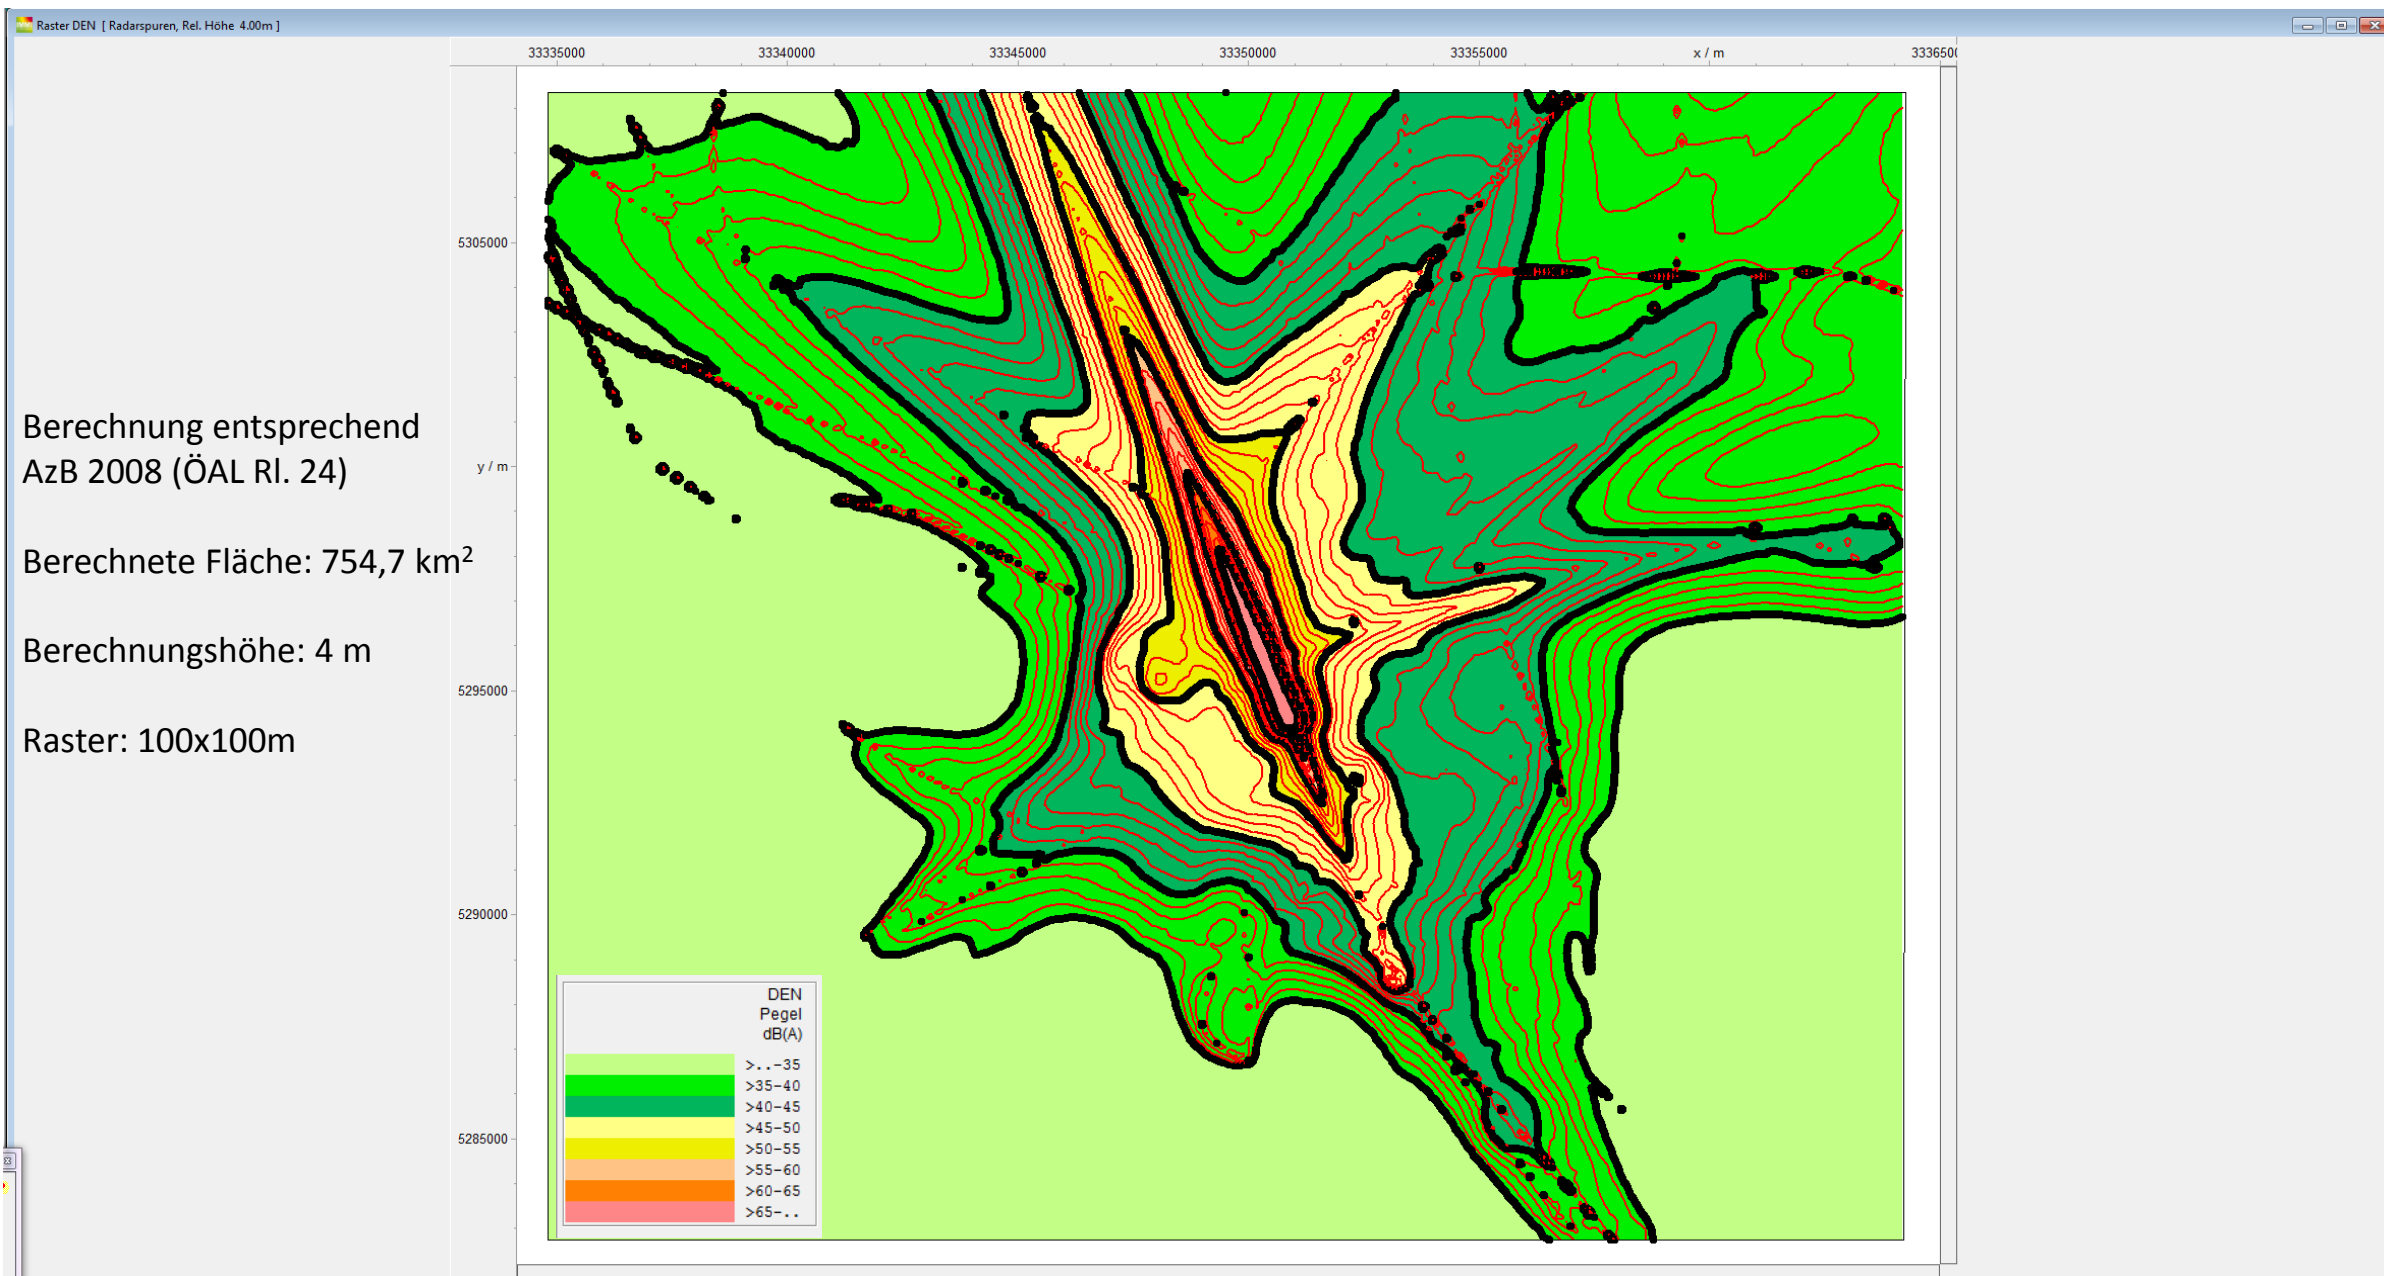 Raster DEN [ Radarspuren, Rel. Höhe 4.00m ]
33335000 33340000 33345000 33350000 33355000 x / m 3336500
5305000
y / m
5295000
5290000
5285000
Berechnung entsprechend
AzB 2008 (ÖAL Rl. 24)
Berechnete Fläche: 754,7 km²
Berechnungshöhe: 4 m
Raster: 100x100m
DEN
Pegel
dB(A)
>..-35
>35-40
>40-45
>45-50
>50-55
>55-60
>60-65
>65-..